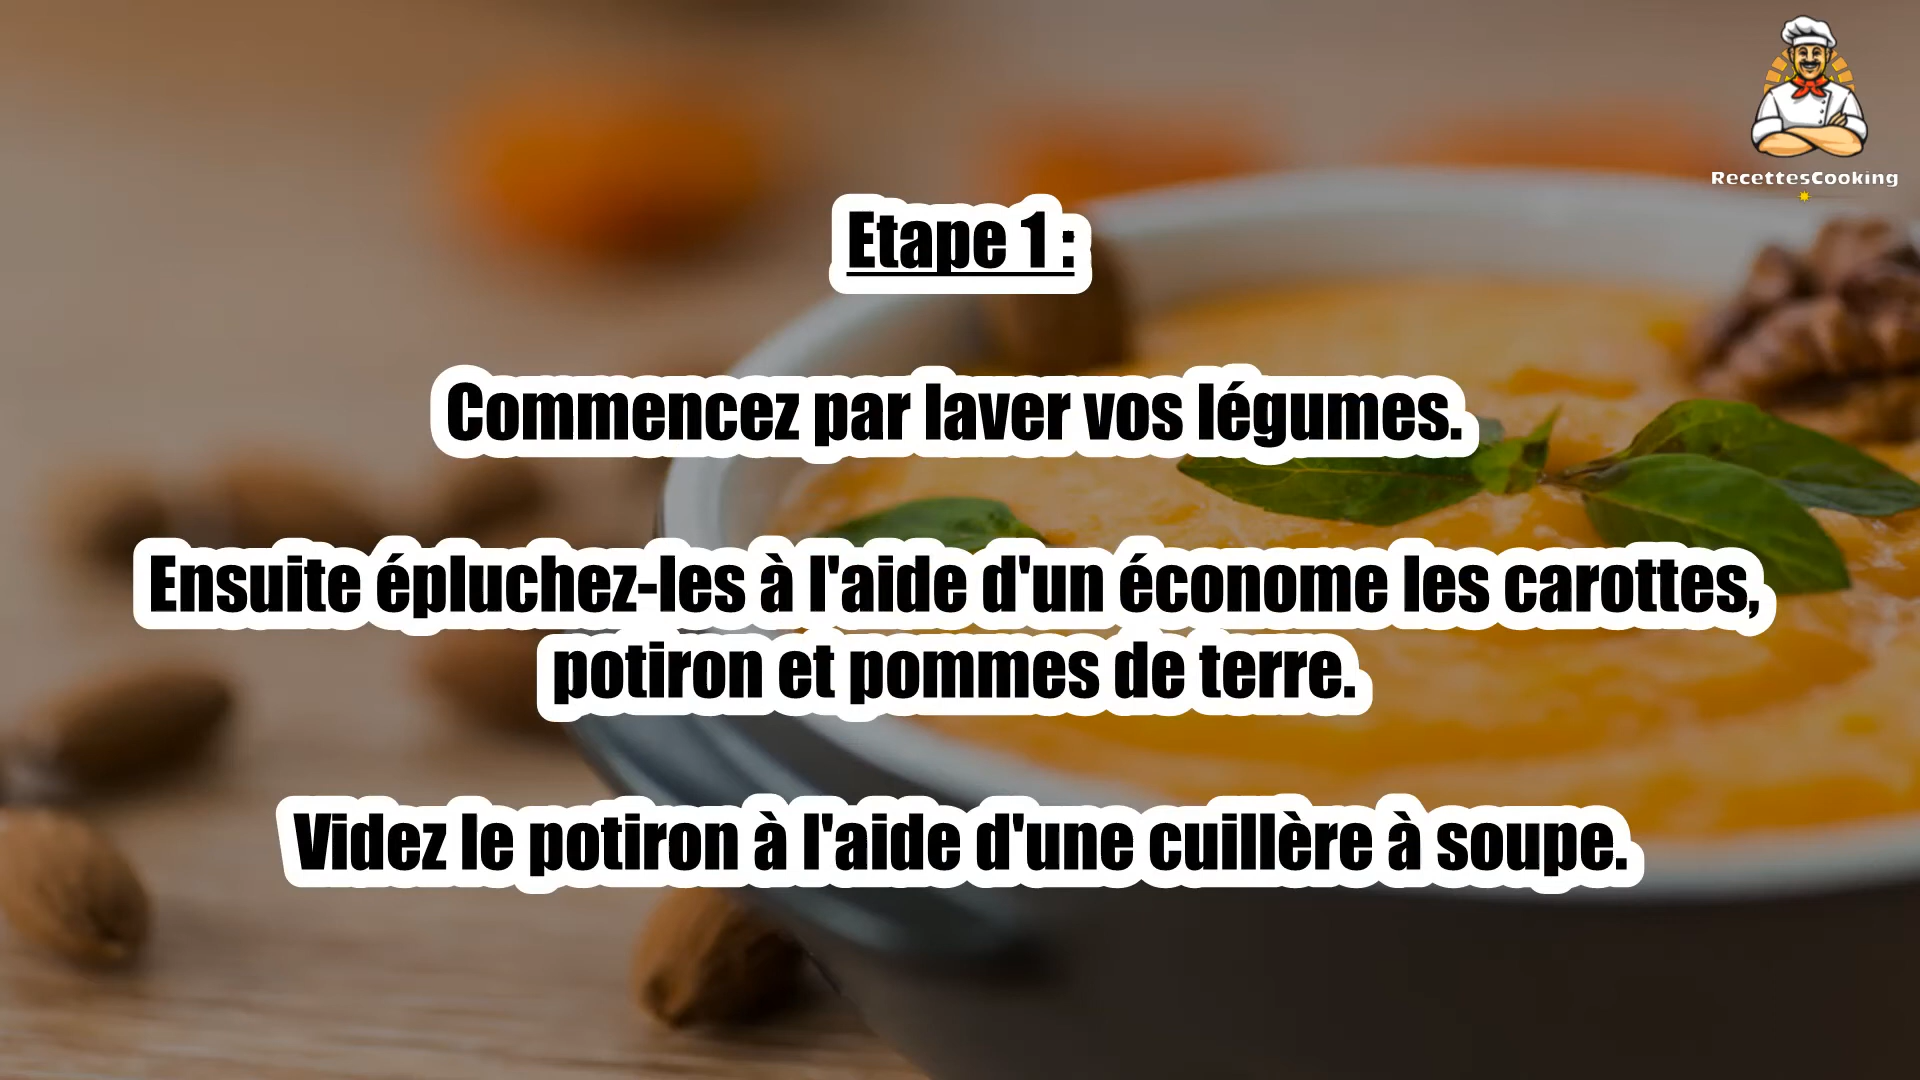 RecettesCooking
Etape 1 :
Commencez par laver vos légumes.
Ensuite épluchez-les à l'aide d'un économe les carottes,
potiron et pommes de terre.
Videz le potiron à l'aide d'une cuillère à soupe.